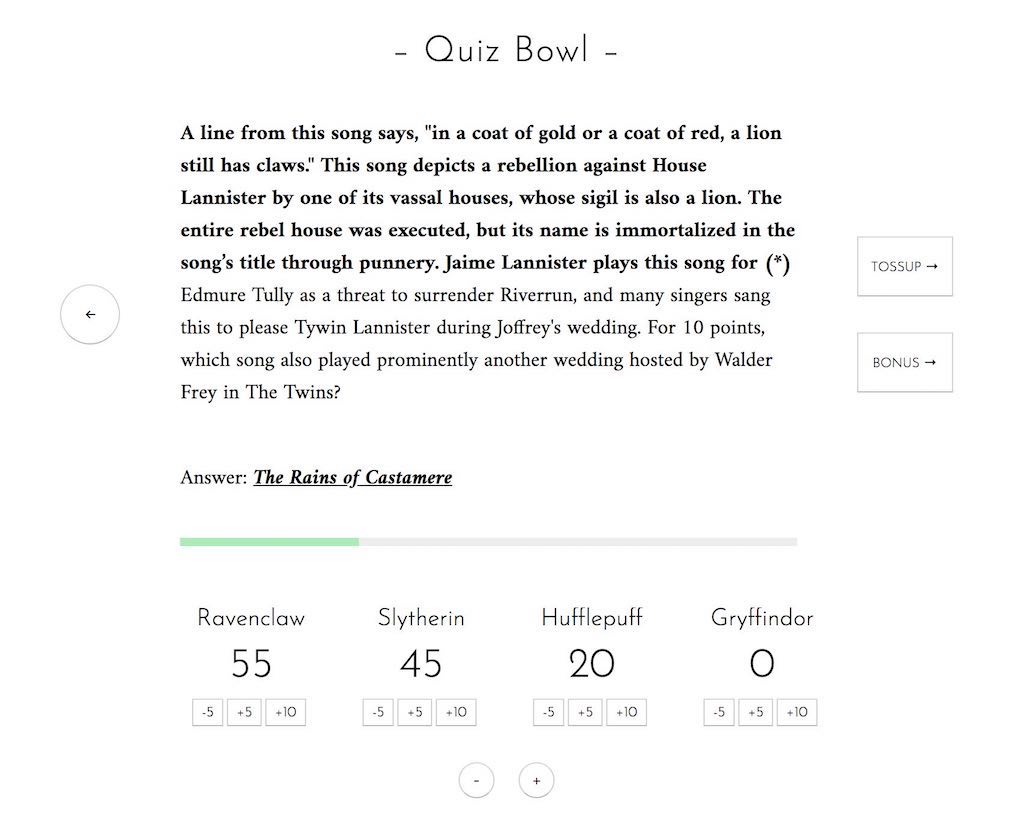 – Quiz Bowl –
A line from this song says, "in a coat of gold or a coat of red, a lion
still has claws." This song depicts a rebellion against House
Lannister by one of its vassal houses, whose sigil is also a lion. The
entire rebel house was executed, but its name is immortalized in the
song’s title through punnery. Jaime Lannister plays this song for (*)
Edmure Tully as a threat to surrender Riverrun, and many singers sang
this to please Tywin Lannister during Joffrey's wedding. For 10 points,
which song also played prominently another wedding hosted by Walder
Frey in The Twins?
←
TOSSUP →
BONUS →
Answer: The Rains of Castamere
Ravenclaw Slytherin Hufflepuff Gryffindor
55 45 20 0
-5 +5 +10 -5 +5 +10 -5 +5 +10 -5 +5 +10
- +